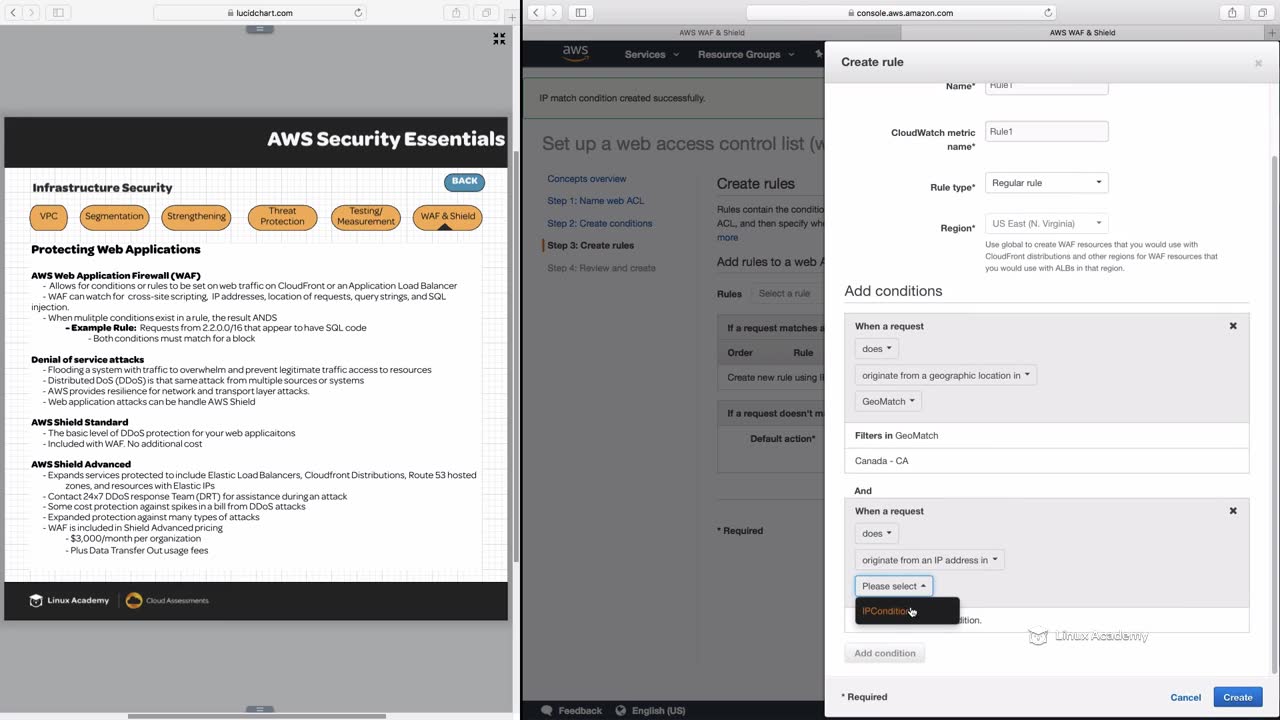 lucidchart.com
AWS Security Essentials
Infrastructure Security
BACK
VPC
Segmentation
Strengthening
Threat
Protection
Testing/
Measurement
WAF & Shield
Protecting Web Applications
AWS Web Application Firewall (WAF)
- Allows for conditions or rules to be set on web traffic on CloudFront or an Application Load Balancer
- WAF can watch for cross-site scripting, IP addresses, location of requests, query strings, and SQL
injection.
- When mulitple conditions exist in a rule, the result ANDS
- Example Rule: Requests from 2.2.0.0/16 that appear to have SQL code
- Both conditions must match for a block
Denial of service attacks
- Flooding a system with traffic to overwhelm and prevent legitimate traffic access to resources
- Distributed DoS (DDoS) is that same attack from multiple sources or systems
- AWS provides resilience for network and transport layer attacks.
- Web application attacks can be handle AWS Shield
AWS Shield Standard
- The basic level of DDoS protection for your web applicaitons
- Included with WAF. No additional cost
AWS Shield Advanced
- Expands services protected to include Elastic Load Balancers, Cloudfront Distributions, Route 53 hosted
zones, and resources with Elastic IPs
- Contact 24x7 DDoS response Team (DRT) for assistance during an attack
- Some cost protection against spikes in a bill from DDoS attacks
- Expanded protection against many types of attacks
- WAF is included in Shield Advanced pricing
- $3,000/month per organization
- Plus Data Transfer Out usage fees
Linux Academy
Cloud Assessments
console.aws.amazon.com
AWS WAF & Shield
AWS WAF & Shield
aws
Services
Resource Groups
IP match condition created successfully.
Set up a web access control list (w
Concepts overview
Step 1: Name web ACL
Step 2: Create conditions
Step 3: Create rules
Step 4: Review and create
Create rules
Rules contain the conditio
ACL, and then specify whe
more
Add rules to a web A
Rules
Select a rule
If a request matches a
Order
Rule
Create new rule using li
If a request doesn't m
Default action*
* Required
Feedback
English (US)
Create rule
Name*
Rule1
CloudWatch metric
name*
Rule1
Rule type*
Regular rule
Region*
US East (N. Virginia)
Use global to create WAF resources that you would use with
CloudFront distributions and other regions for WAF resources that
you would use with ALBs in that region.
Add conditions
When a request
does
originate from a geographic location in
GeoMatch
Filters in GeoMatch
Canada - CA
And
When a request
does
originate from an IP address in
Please select
IPCondition
dition.
Linux Academy
Add condition
* Required
Cancel
Create